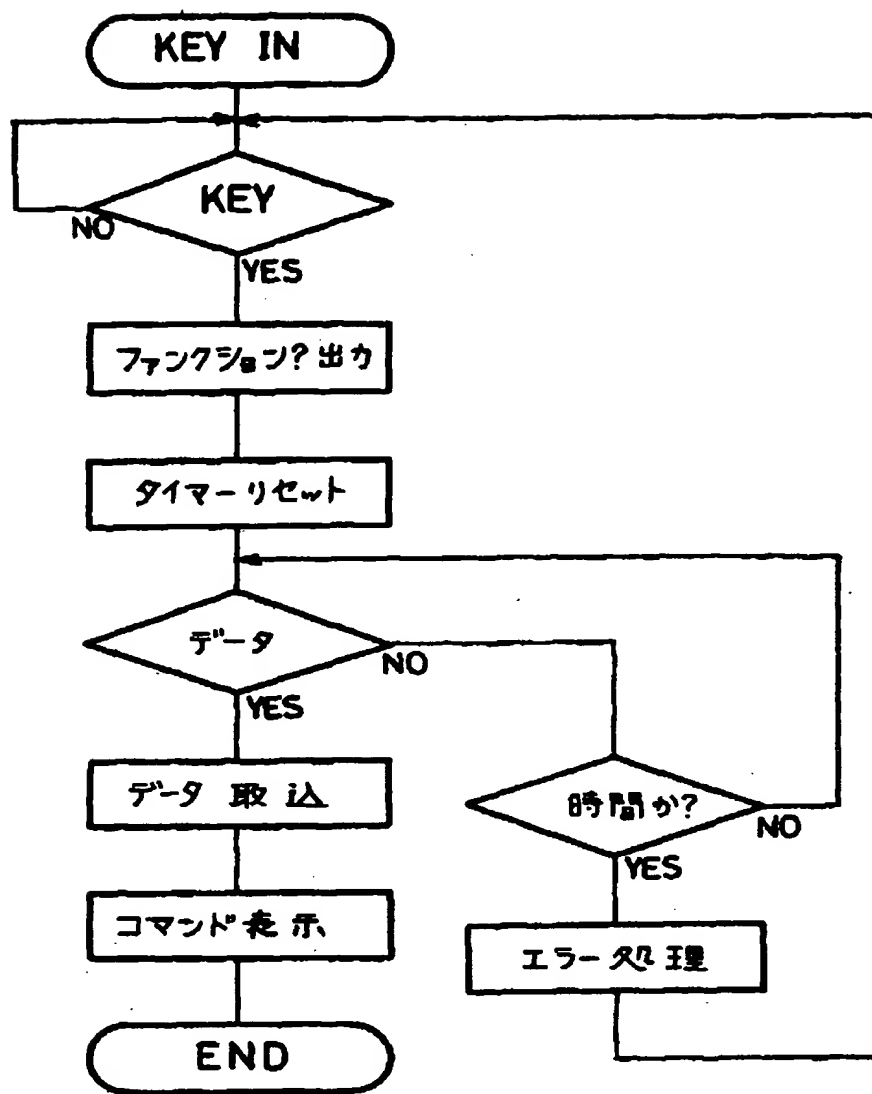 KEY IN
KEY
NO
YES
ファンクション?出力
タイマーリセット
データ
NO
YES
データ 取込
時間か?
NO
YES
コマンド表示
エラー処理
END